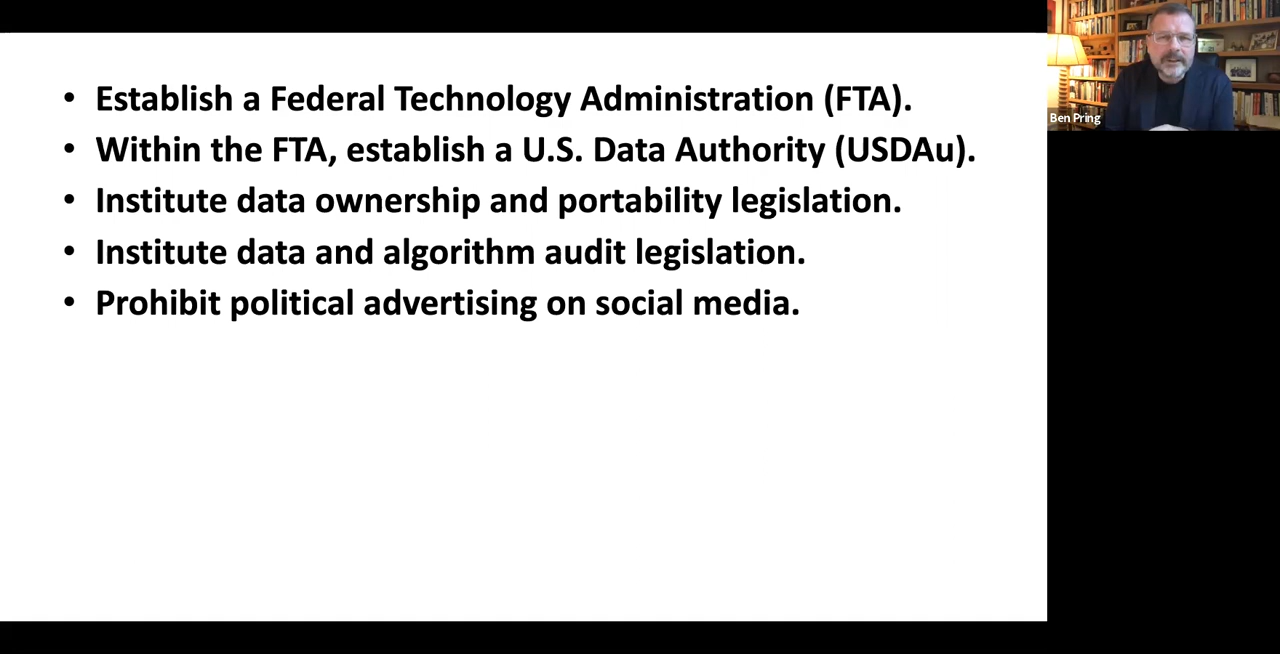 • Establish a Federal Technology Administration (FTA).
• Within the FTA, establish a U.S. Data Authority (USDAu).
• Institute data ownership and portability legislation.
• Institute data and algorithm audit legislation.
• Prohibit political advertising on social media.
Ben Pring